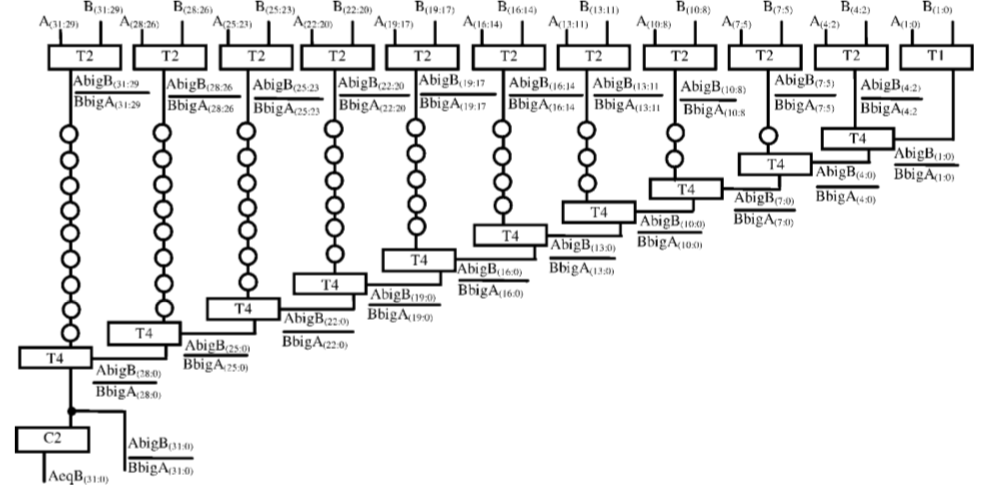 B(31:29) B(28:26) B(25:23) B(22:20) B(19:17) B(16:14) B(13:11) B(10:8) B(7:5) B(4:2) B(1:0)
A(31:29) A(28:26) A(25:23) A(22:20) A(19:17) A(16:14) A(13:11) A(10:8) A(7:5) A(4:2) A(1:0)
T2 T2 T2 T2 T2 T2 T2 T2 T2 T2 T1
AbigB(31:29 AbigB(28:26 AbigB(25:23 AbigB(22:20 AbigB(19:17 AbigB(16:14 AbigB(13:11 AbigB(10:8) AbigB(7:5) AbigB(4:2)
BbigA(31:29 BbigA(28:26 BbigA(25:23 BbigA(22:20 BbigA(19:17 BbigA(16:14 BbigA(13:11 BbigA(10:8 BbigA(7:5) BbigA(4:2
T4
AbigB(1:0)
BbigA(1:0)
T4
AbigB(4:0)
BbigA(4:0)
T4
AbigB(7:0)
BbigA(7:0)
T4
AbigB(10:0)
BbigA(10:0)
T4
AbigB(13:0)
BbigA(13:0)
T4
AbigB(16:0)
BbigA(16:0)
T4
AbigB(19:0)
BbigA(19:0)
T4
AbigB(22:0)
BbigA(22:0)
T4
AbigB(25:0)
BbigA(25:0)
T4
AbigB(28:0)
BbigA(28:0)
C2
AbigB(31:0)
BbigA(31:0)
AeqB(31:0)